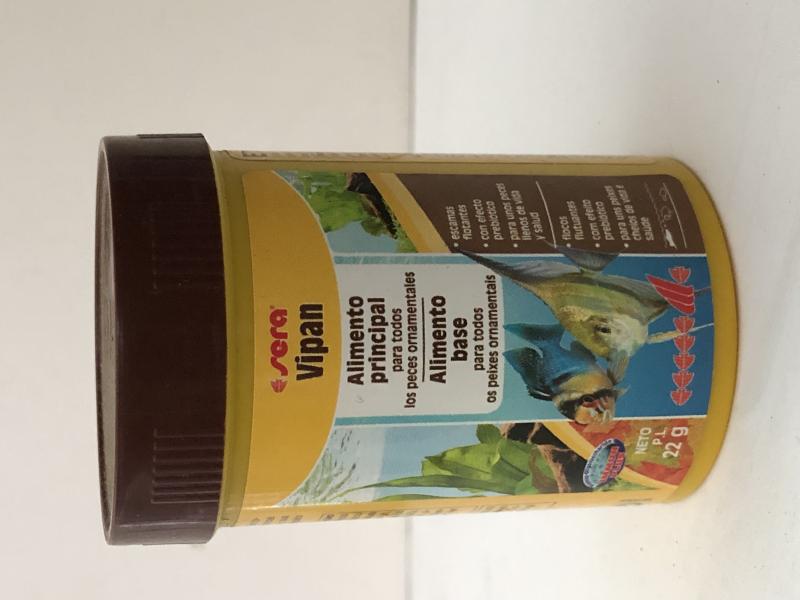 sera
Vipan
Alimento
principal
para todos
los peces ornamentales
Alimento
base
para todos
os peixes ornamentais
• escamas
flotantes
• con efecto
prebiótico
• para unos peces
llenos de vida
y salud
• flocos
flutuantes
• com efeito
prebiótico
• para uns peixes
cheios de vida e
saúde
NETO
P.L.
22 g